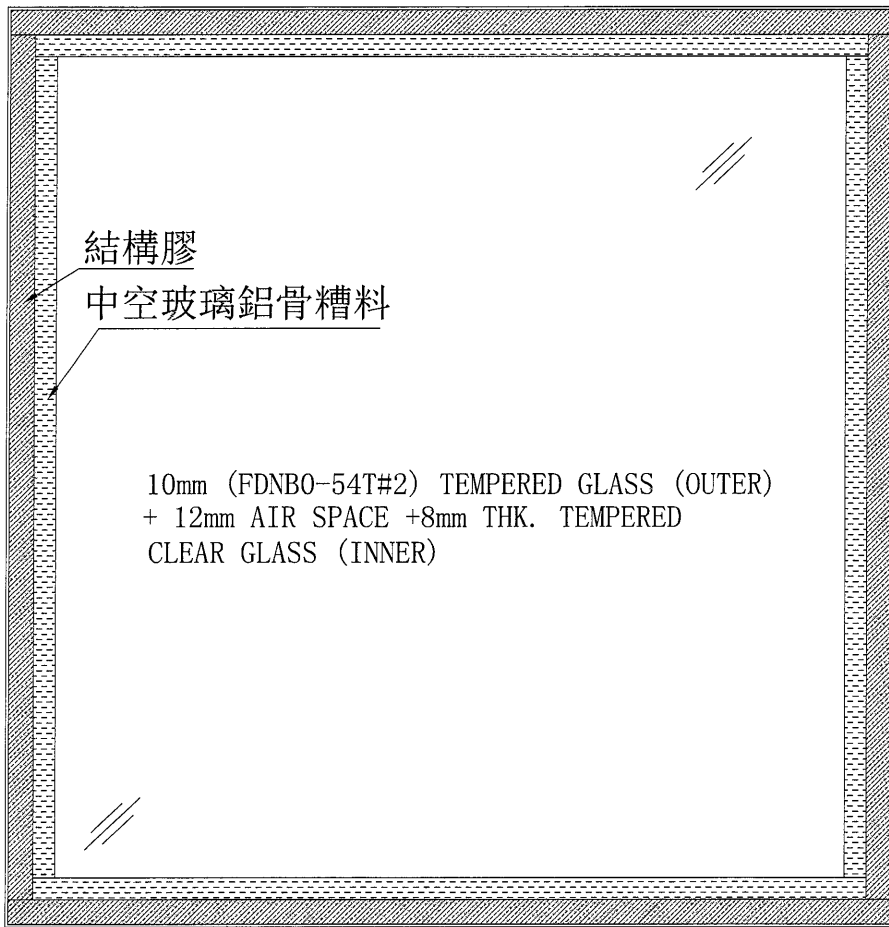 結構膠
中空玻璃鋁骨糟料
10mm (FDNBO-54T#2) TEMPERED GLASS (OUTER)
+ 12mm AIR SPACE +8mm THK. TEMPERED
CLEAR GLASS (INNER)